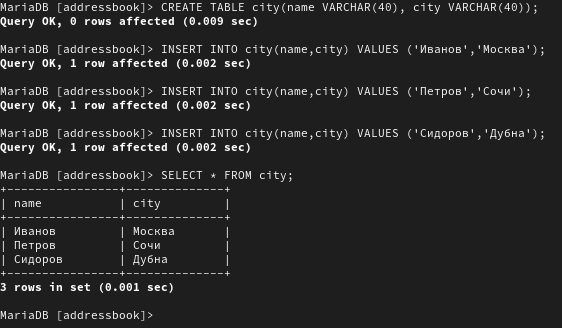 MariaDB [addressbook]> CREATE TABLE city(name VARCHAR(40), city VARCHAR(40));
Query OK, 0 rows affected (0.009 sec)
MariaDB [addressbook]> INSERT INTO city(name,city) VALUES ('Иванов','Москва');
Query OK, 1 row affected (0.002 sec)
MariaDB [addressbook]> INSERT INTO city(name,city) VALUES ('Петров','Сочи');
Query OK, 1 row affected (0.002 sec)
MariaDB [addressbook]> INSERT INTO city(name,city) VALUES ('Сидоров','Дубна');
Query OK, 1 row affected (0.002 sec)
MariaDB [addressbook]> SELECT * FROM city;
+----------------+--------------+
| name           | city         |
+----------------+--------------+
| Иванов         | Москва       |
| Петров         | Сочи         |
| Сидоров        | Дубна        |
+----------------+--------------+
3 rows in set (0.001 sec)
MariaDB [addressbook]>